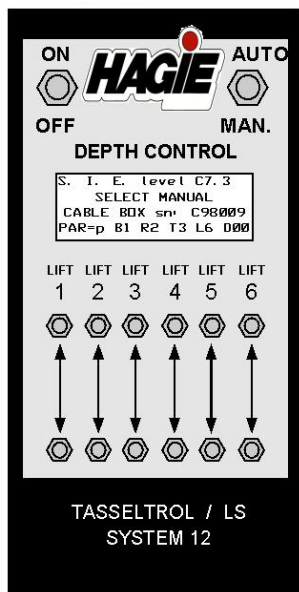 ON HAGIE AUTO
OFF MAN.
DEPTH CONTROL
S. I. E. level C7.3
SELECT MANUAL
CABLE BOX sn: C98009
PAR=p B1 R2 T3 L6 D00
LIFT LIFT LIFT LIFT LIFT LIFT
1 2 3 4 5 6
TASSELTROL / LS
SYSTEM 12